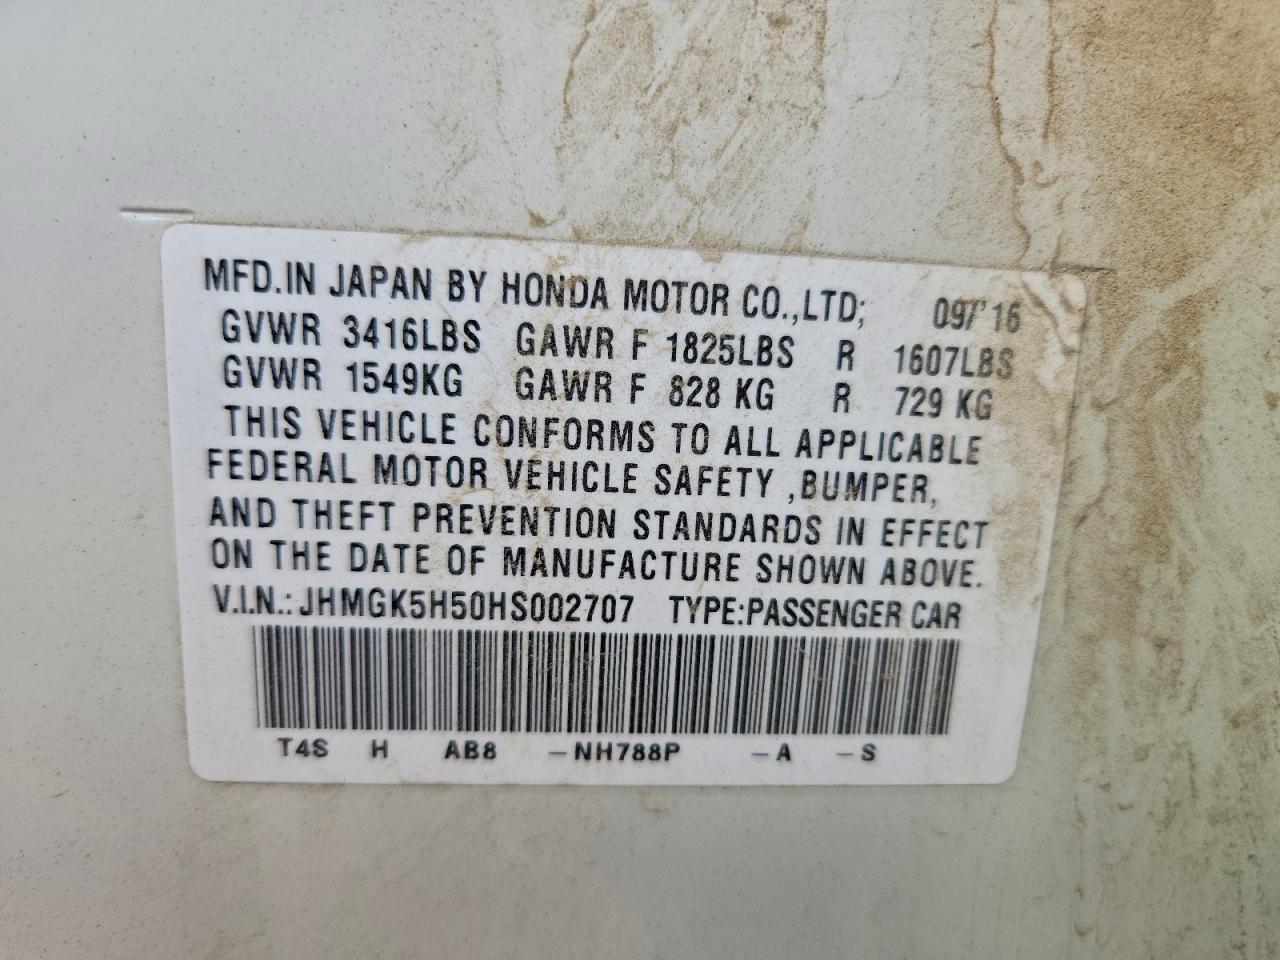 MFD.IN JAPAN BY HONDA MOTOR CO.,LTD; 09/'16
GVWR 3416LBS GAWR F 1825LBS R 1607LBS
GVWR 1549KG GAWR F 828 KG R 729 KG
THIS VEHICLE CONFORMS TO ALL APPLICABLE
FEDERAL MOTOR VEHICLE SAFETY ,BUMPER,
AND THEFT PREVENTION STANDARDS IN EFFECT
ON THE DATE OF MANUFACTURE SHOWN ABOVE.
V.I.N.: JHMGK5H50HS002707 TYPE:PASSENGER CAR
T4S H AB8 -NH788P -A -S